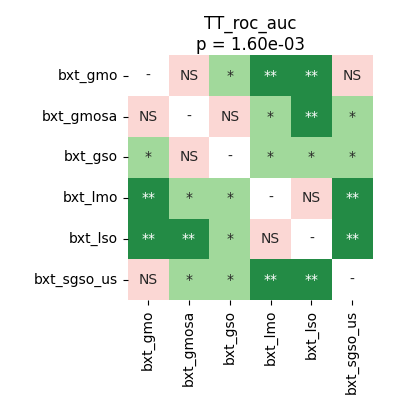 TT_roc_auc
p = 1.60e-03
bxt_gmo - NS * ** ** NS
bxt_gmosa NS - NS * ** *
bxt_gso * NS - * * *
bxt_lmo ** * * - NS **
bxt_lso ** ** * NS - **
bxt_sgso_us NS * * ** ** -
bxt_gmo
bxt_gmosa
bxt_gso
bxt_lmo
bxt_lso
bxt_sgso_us